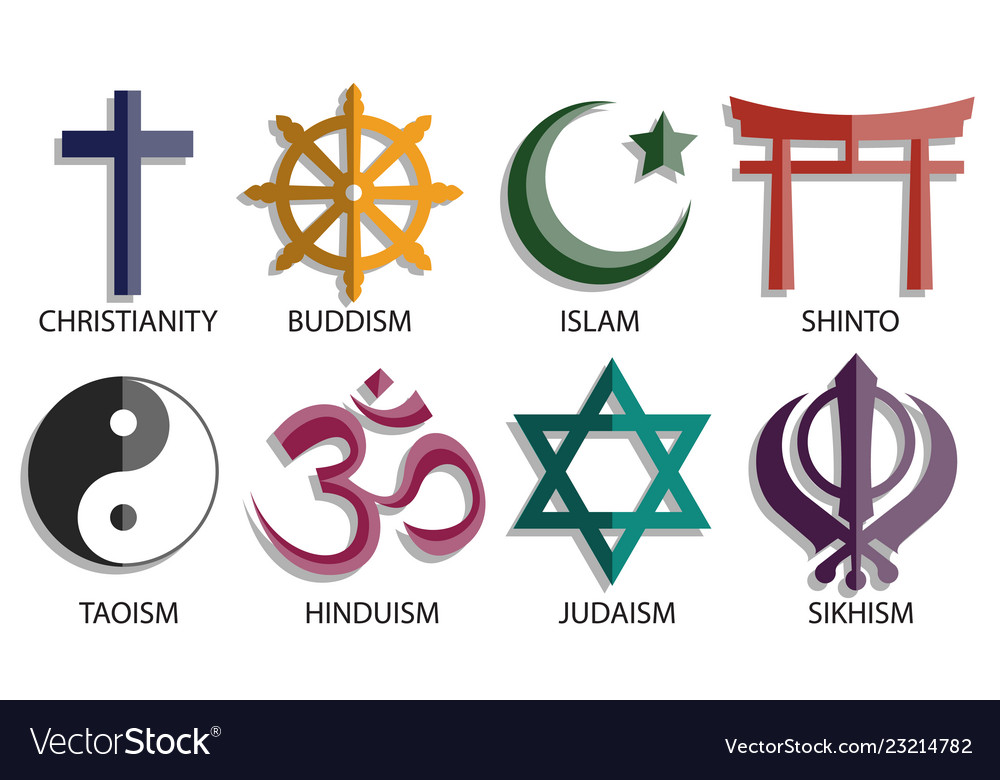 CHRISTIANITY BUDDISM ISLAM SHINTO
TAOISM HINDUISM JUDAISM SIKHISM
VectorStock® VectorStock.com/23214782